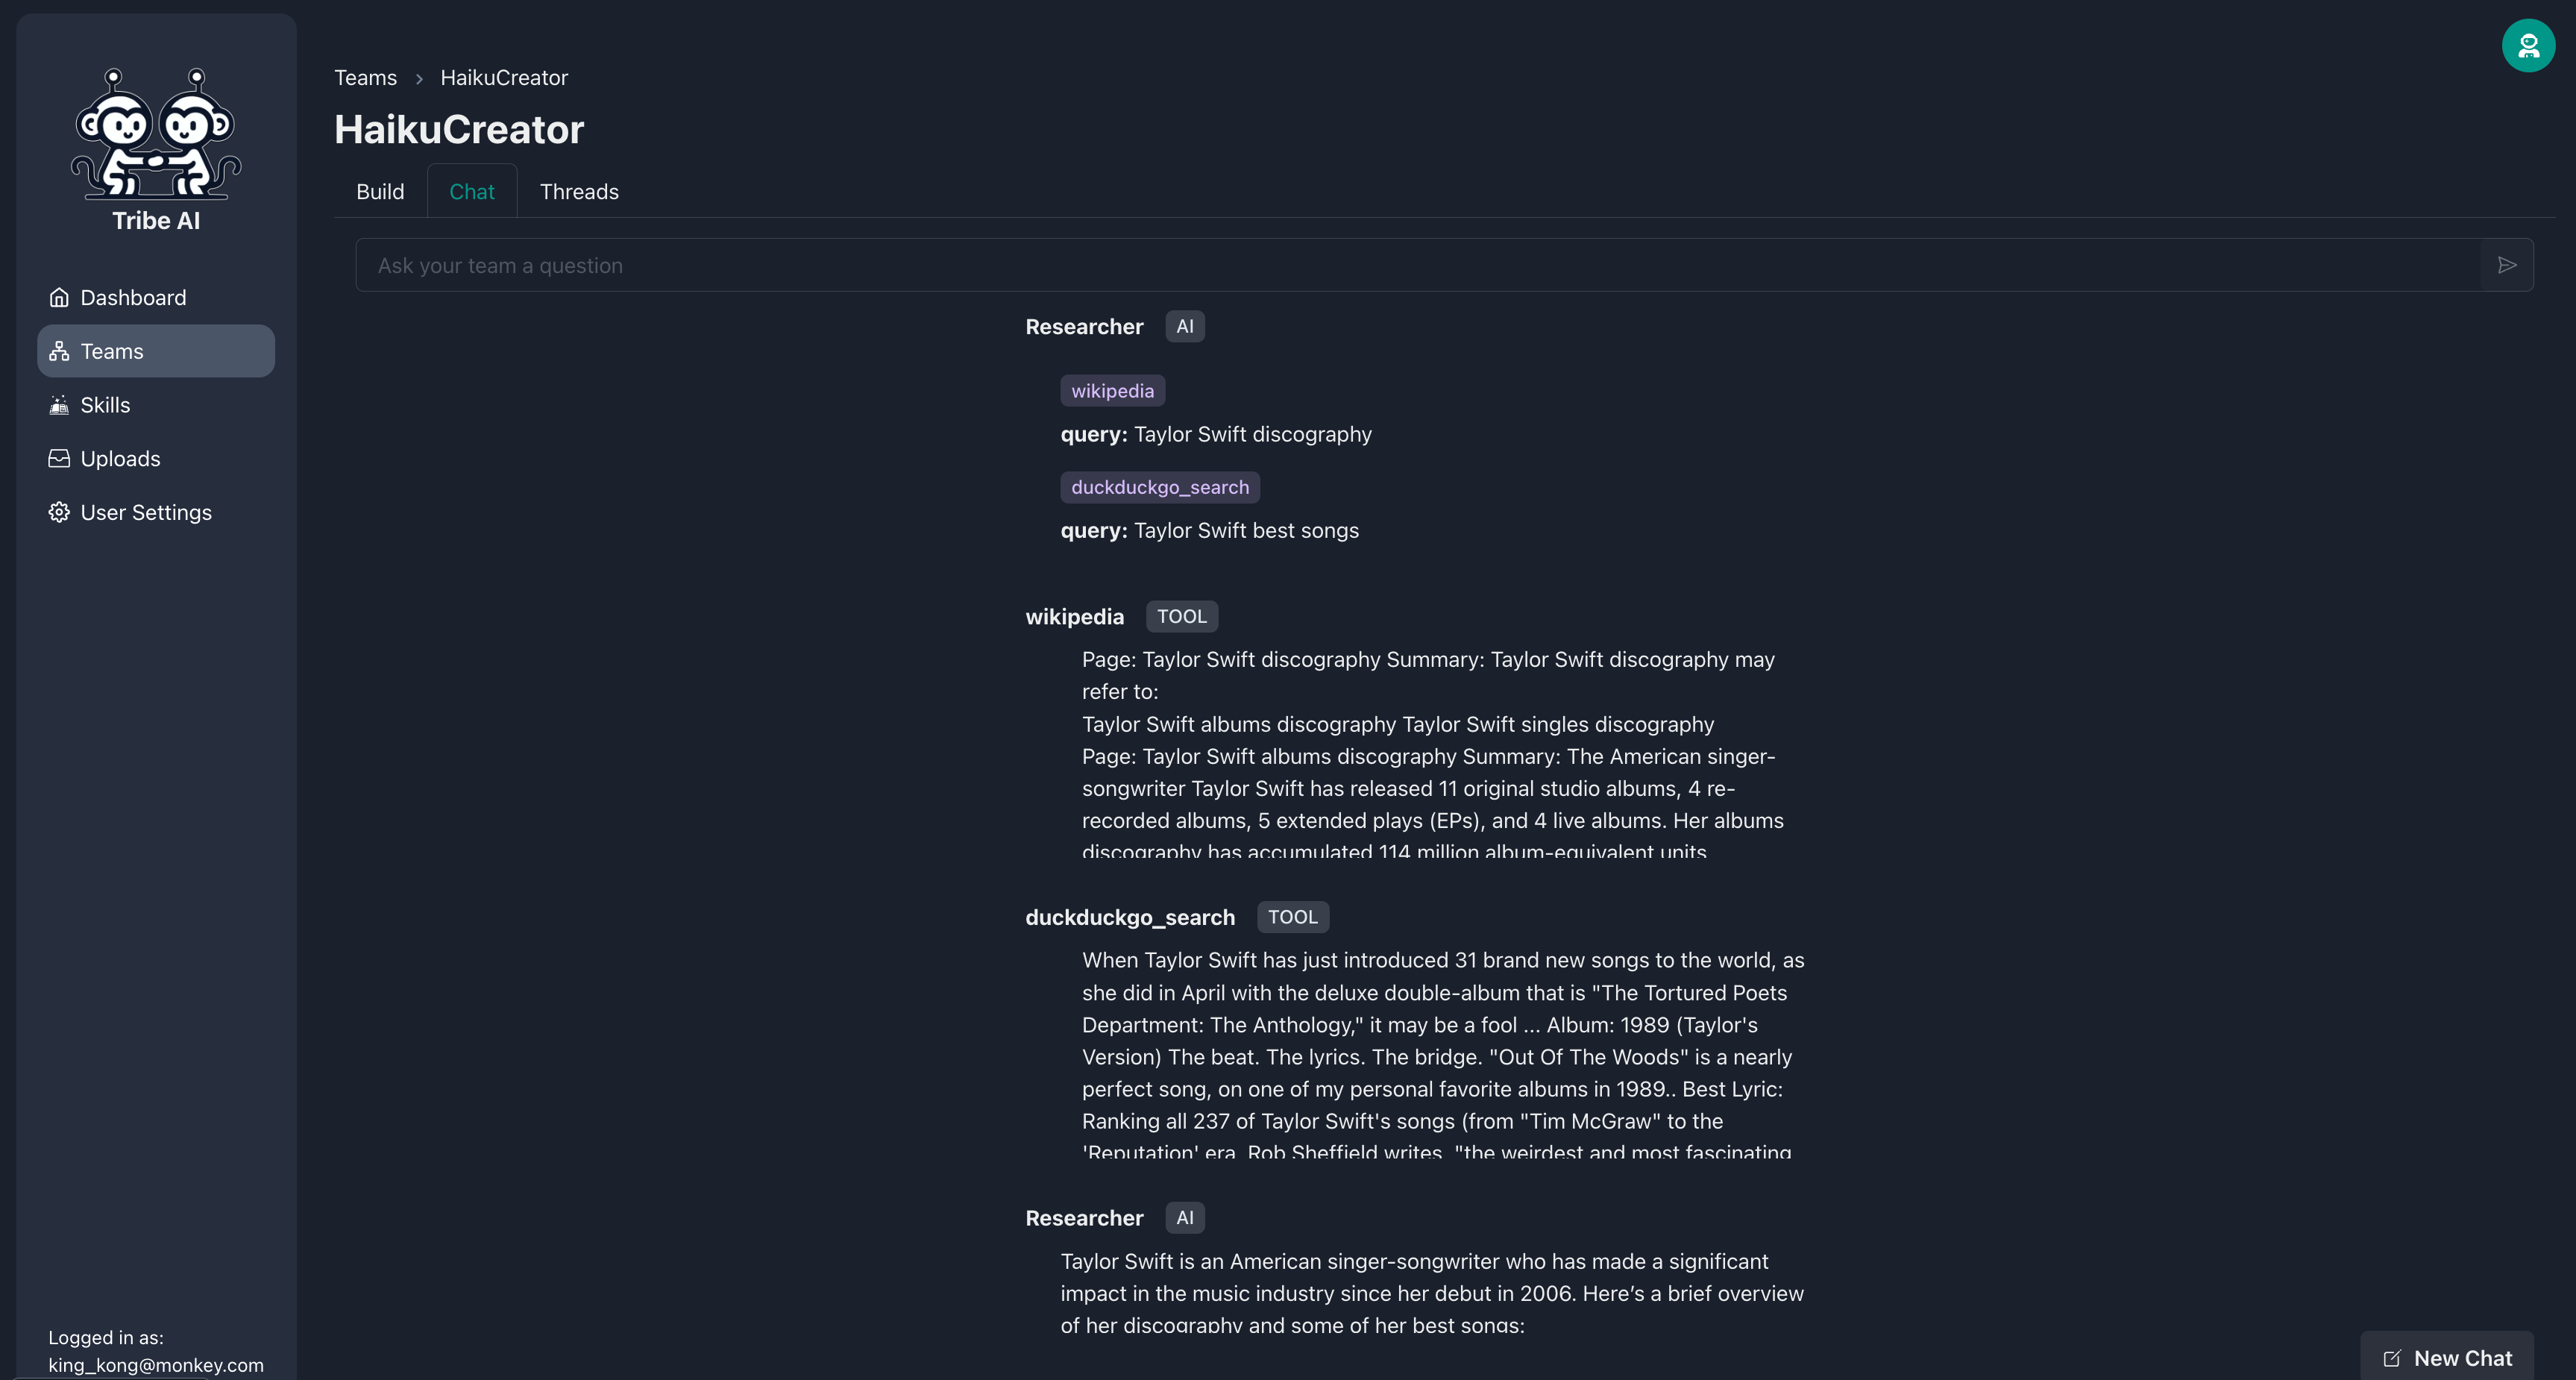 Tribe AI
Dashboard
Teams
Skills
Uploads
User Settings
Logged in as:
king_kong@monkey.com
Teams › HaikuCreator
HaikuCreator
Build Chat Threads
Ask your team a question
Researcher AI
wikipedia
query: Taylor Swift discography
duckduckgo_search
query: Taylor Swift best songs
wikipedia TOOL
Page: Taylor Swift discography Summary: Taylor Swift discography may
refer to:
Taylor Swift albums discography Taylor Swift singles discography
Page: Taylor Swift albums discography Summary: The American singer-
songwriter Taylor Swift has released 11 original studio albums, 4 re-
recorded albums, 5 extended plays (EPs), and 4 live albums. Her albums
discography has accumulated 114 million album-equivalent units
duckduckgo_search TOOL
When Taylor Swift has just introduced 31 brand new songs to the world, as
she did in April with the deluxe double-album that is "The Tortured Poets
Department: The Anthology," it may be a fool ... Album: 1989 (Taylor's
Version) The beat. The lyrics. The bridge. "Out Of The Woods" is a nearly
perfect song, on one of my personal favorite albums in 1989.. Best Lyric:
Ranking all 237 of Taylor Swift's songs (from "Tim McGraw" to the
'Reputation' era, Rob Sheffield writes, "the weirdest and most fascinating
Researcher AI
Taylor Swift is an American singer-songwriter who has made a significant
impact in the music industry since her debut in 2006. Here’s a brief overview
of her discography and some of her best songs:
New Chat